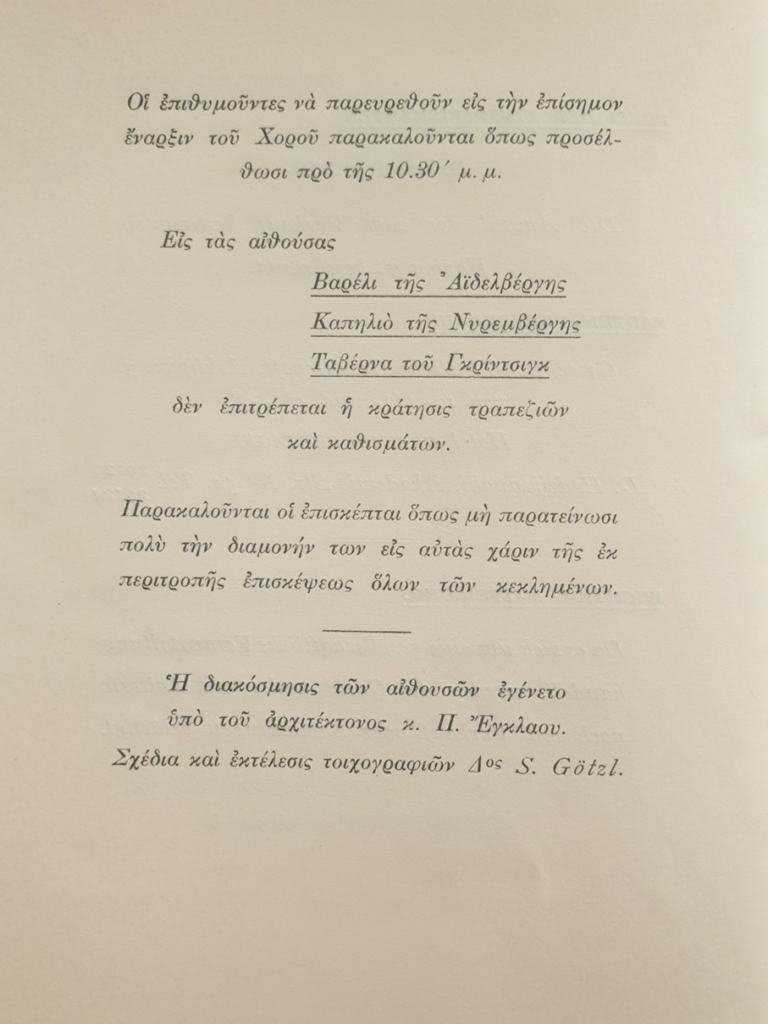 Οἱ ἐπιθυμοῦντες νὰ παρευρεθοῦν εἰς τὴν ἐπίσημον
ἔναρξιν τοῦ Χοροῦ παρακαλοῦνται ὅπως προσέλ-
θωσι πρὸ τῆς 10.30′ μ. μ.
Εἰς τὰς αἰθούσας
Βαρέλι τῆς Ἀϊδελβέργης
Καπηλιὸ τῆς Νυρεμβέργης
Ταβέρνα τοῦ Γκρίντσιγκ
δὲν ἐπιτρέπεται ἡ κράτησις τραπεζιῶν
καὶ καθισμάτων.
Παρακαλοῦνται οἱ ἐπισκέπται ὅπως μὴ παρατείνωσι
πολὺ τὴν διαμονήν των εἰς αὐτὰς χάριν τῆς ἐκ
περιτροπῆς ἐπισκέψεως ὅλων τῶν κεκλημένων.
Ἡ διακόσμησις τῶν αἰθουσῶν ἐγένετο
ὑπὸ τοῦ ἀρχιτέκτονος κ. Π. Ἔγκλαου.
Σχέδια καὶ ἐκτέλεσις τοιχογραφιῶν Δος S. Götzl.